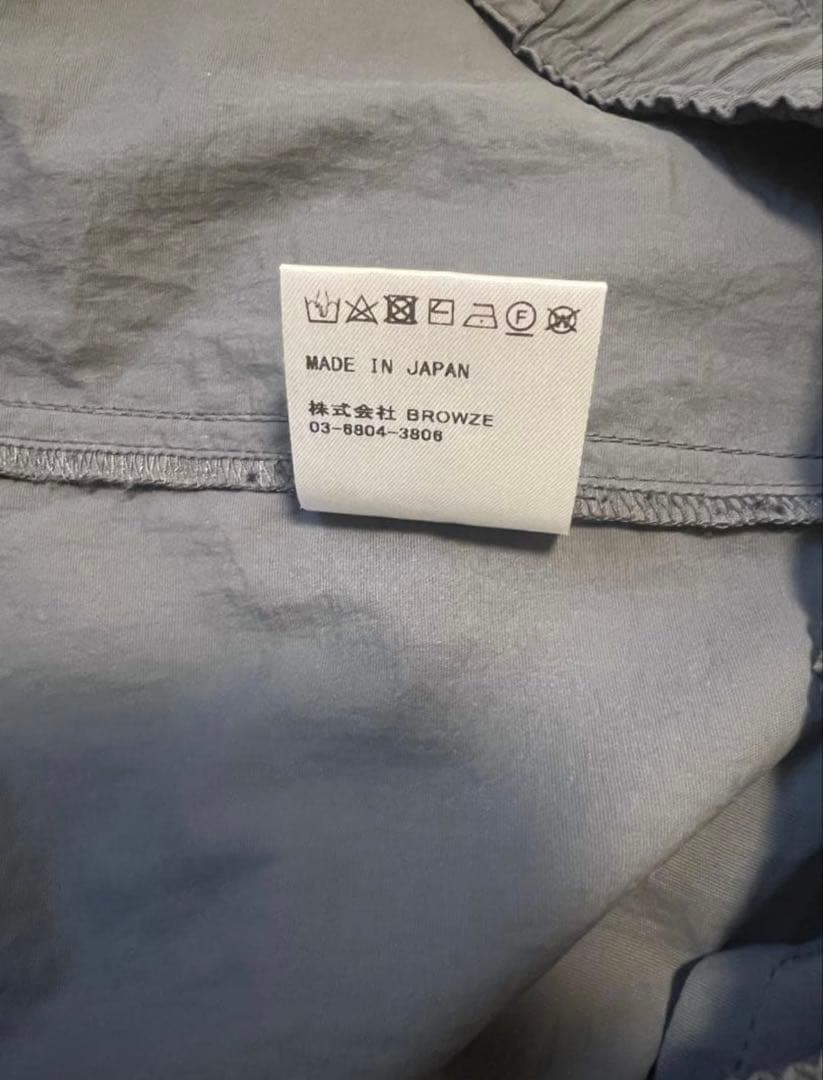 F
W
MADE IN JAPAN
株式会社 BROWZE
03-6804-3806